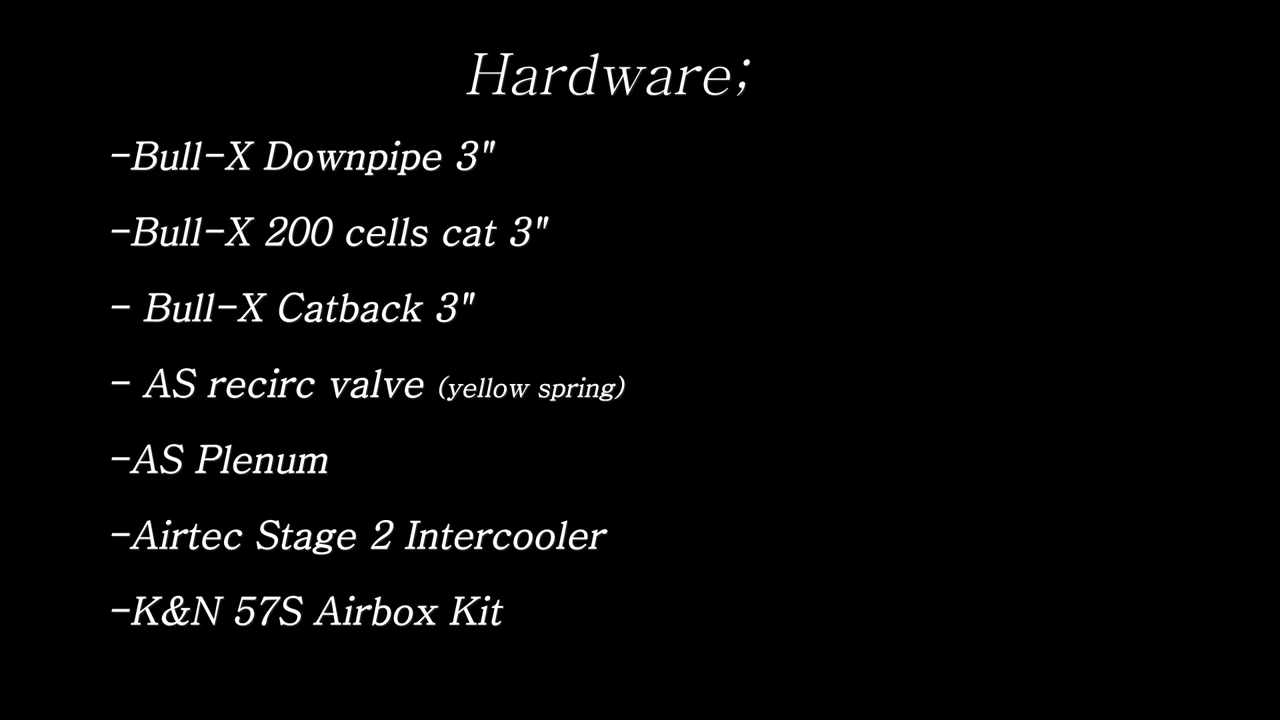 Hardware;
-Bull-X Downpipe 3"
-Bull-X 200 cells cat 3"
- Bull-X Catback 3"
- AS recirc valve (yellow spring)
-AS Plenum
-Airtec Stage 2 Intercooler
-K&N 57S Airbox Kit